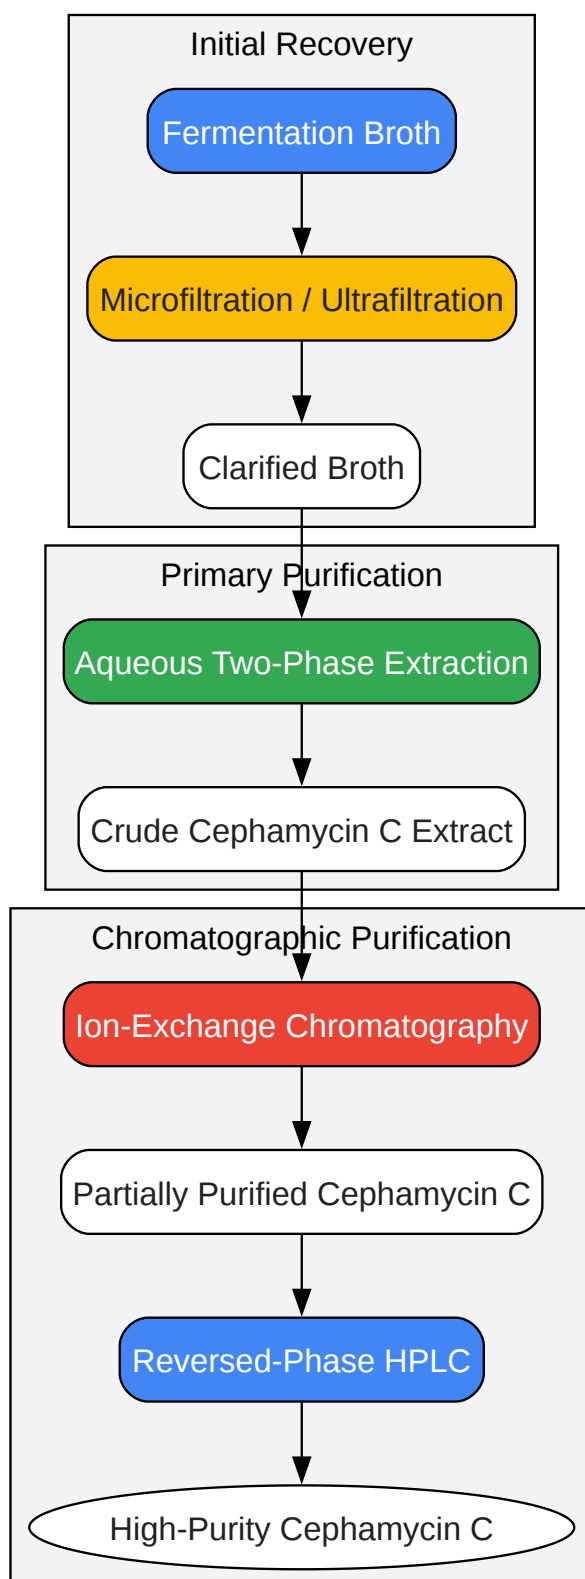 Initial Recovery
Fermentation Broth
Microfiltration / Ultrafiltration
Clarified Broth
Primary Purification
Aqueous Two-Phase Extraction
Crude Cephamycin C Extract
Chromatographic Purification
Ion-Exchange Chromatography
Partially Purified Cephamycin C
Reversed-Phase HPLC
High-Purity Cephamycin C